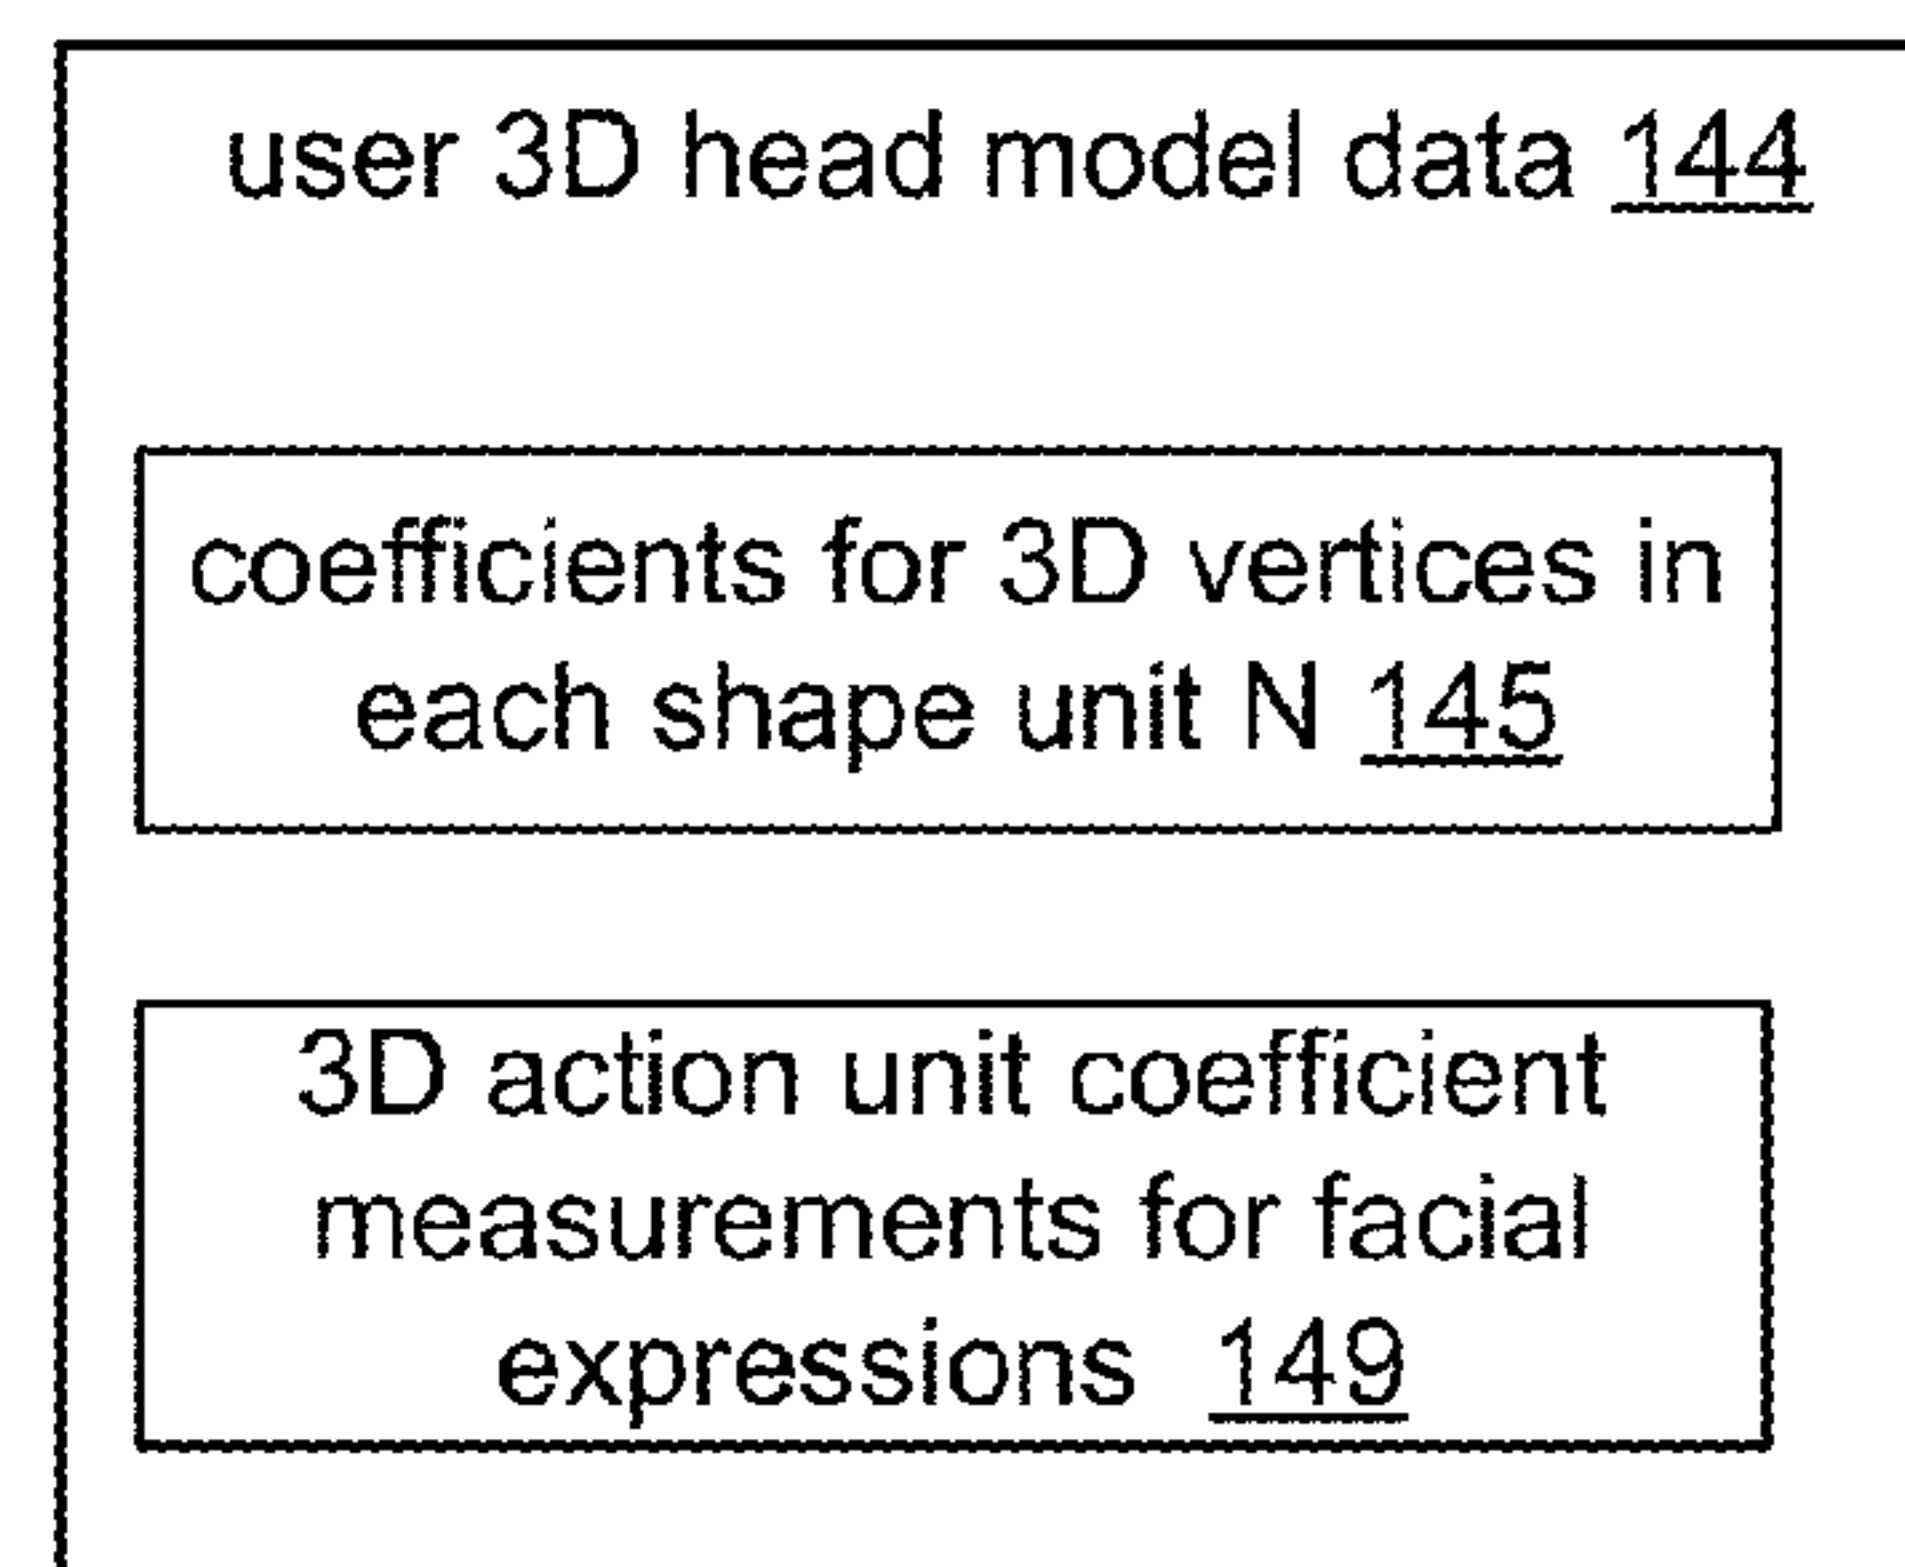 user 3D head model data 144
coefficients for 3D vertices in
each shape unit N 145
3D action unit coefficient
measurements for facial
expressions 149